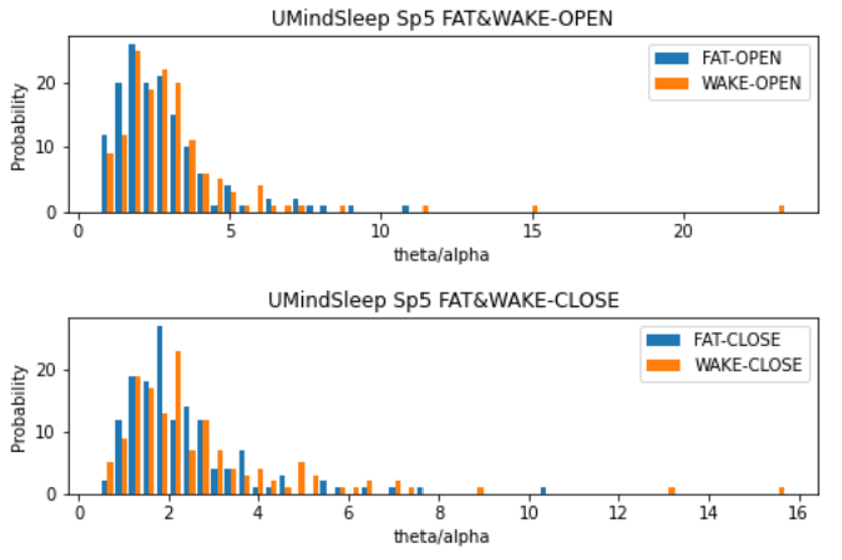 UMindSleep Sp5 FAT&WAKE-OPEN
FAT-OPEN
WAKE-OPEN
Probability
20
10
0
0 5 10 15 20
theta/alpha
UMindSleep Sp5 FAT&WAKE-CLOSE
FAT-CLOSE
WAKE-CLOSE
Probability
20
10
0
0 2 4 6 8 10 12 14 16
theta/alpha